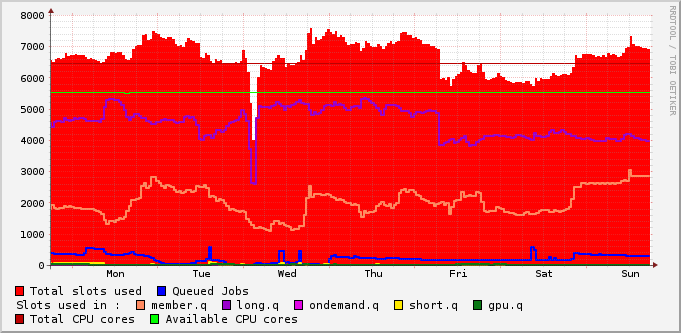 RRDTOOL / TOBI OETIKER
8000
7000
6000
5000
4000
3000
2000
1000
0
Mon Tue Wed Thu Fri Sat Sun
Total slots used Queued Jobs
Slots used in : member.q long.q ondemand.q short.q gpu.q
Total CPU cores Available CPU cores